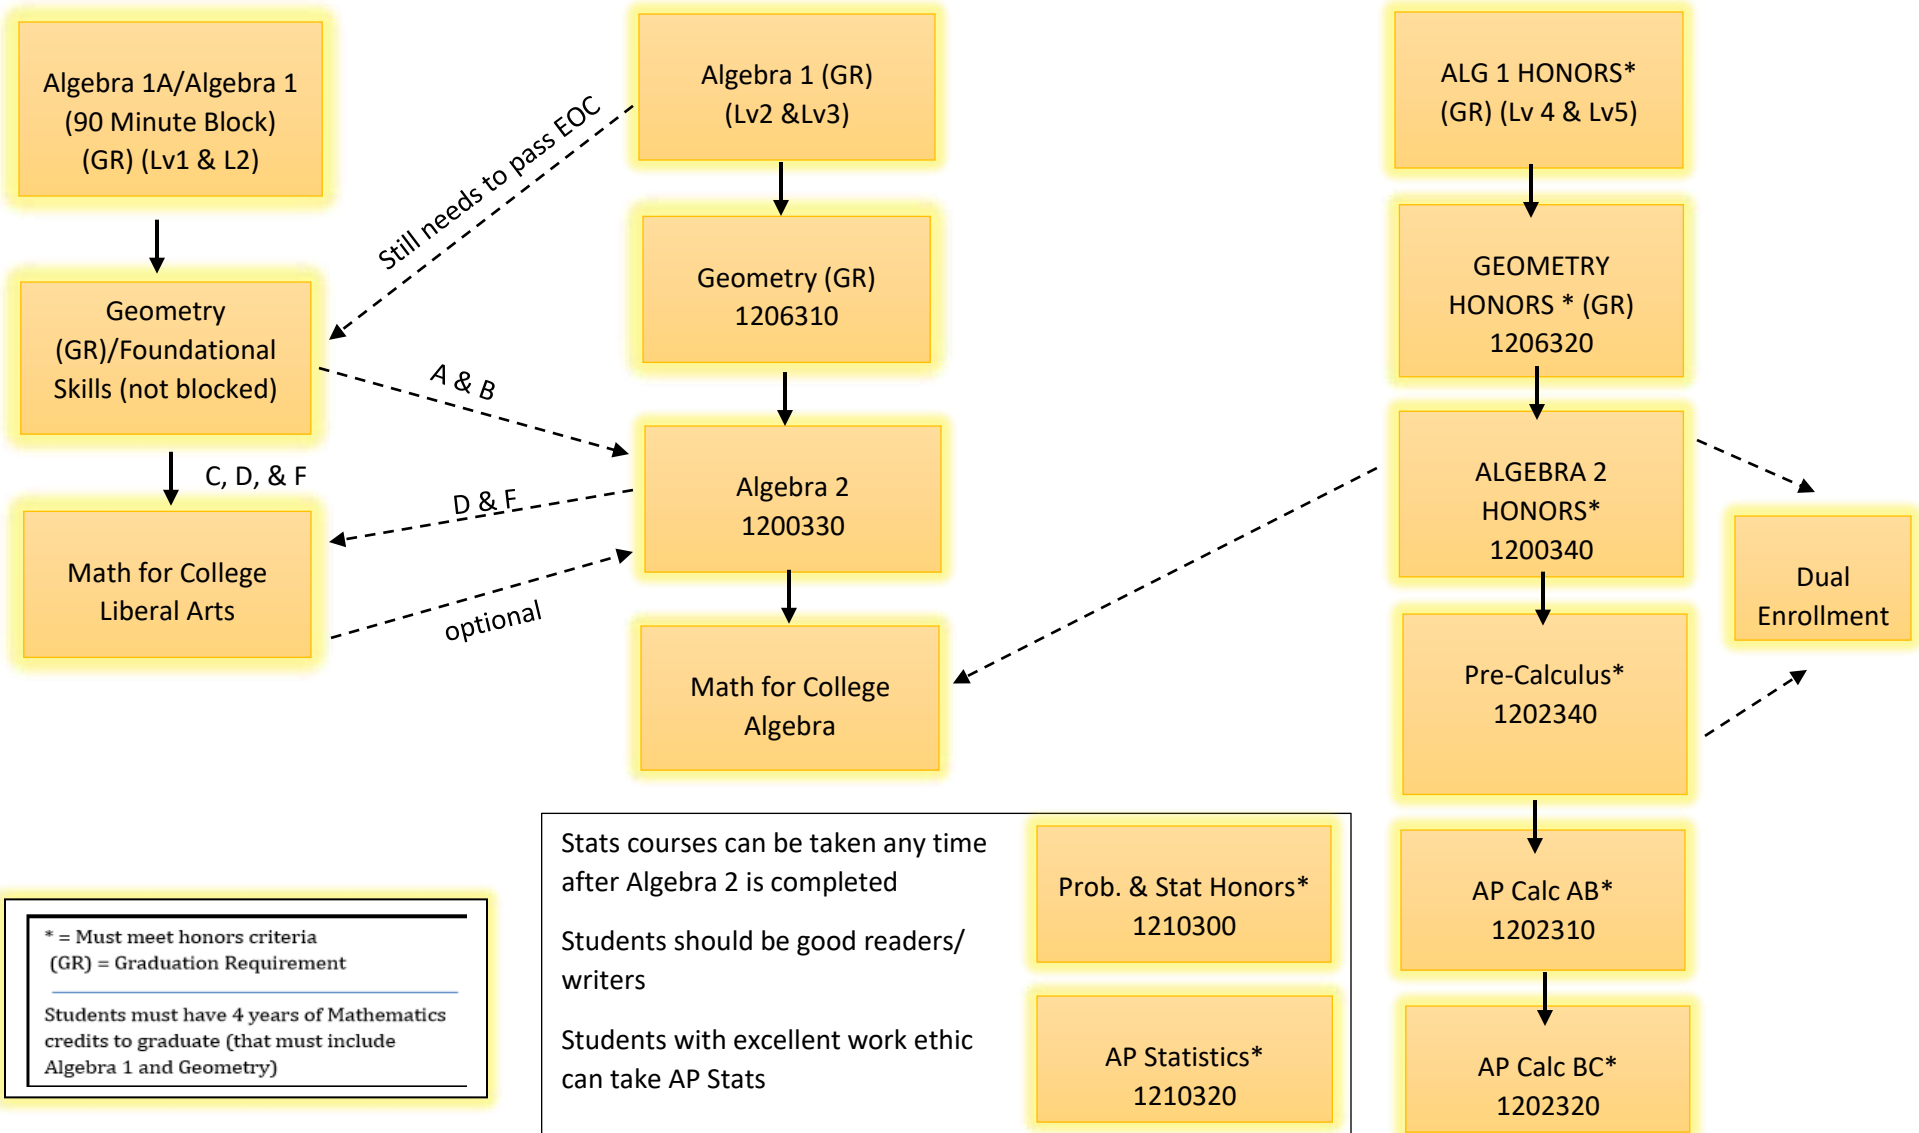 Algebra 1A/Algebra 1
(90 Minute Block)
(GR) (Lv1 & L2)
Geometry
(GR)/Foundational
Skills (not blocked)
C, D, & F
Math for College
Liberal Arts
Still needs to pass EOC
A & B
D & F
optional
Algebra 1 (GR)
(Lv2 &Lv3)
Geometry (GR)
1206310
Algebra 2
1200330
Math for College
Algebra
ALG 1 HONORS*
(GR) (Lv 4 & Lv5)
GEOMETRY
HONORS * (GR)
1206320
ALGEBRA 2
HONORS*
1200340
Pre-Calculus*
1202340
AP Calc AB*
1202310
AP Calc BC*
1202320
Dual
Enrollment
Stats courses can be taken any time
after Algebra 2 is completed
Students should be good readers/
writers
Students with excellent work ethic
can take AP Stats
Prob. & Stat Honors*
1210300
AP Statistics*
1210320
* = Must meet honors criteria
(GR) = Graduation Requirement
Students must have 4 years of Mathematics
credits to graduate (that must include
Algebra 1 and Geometry)